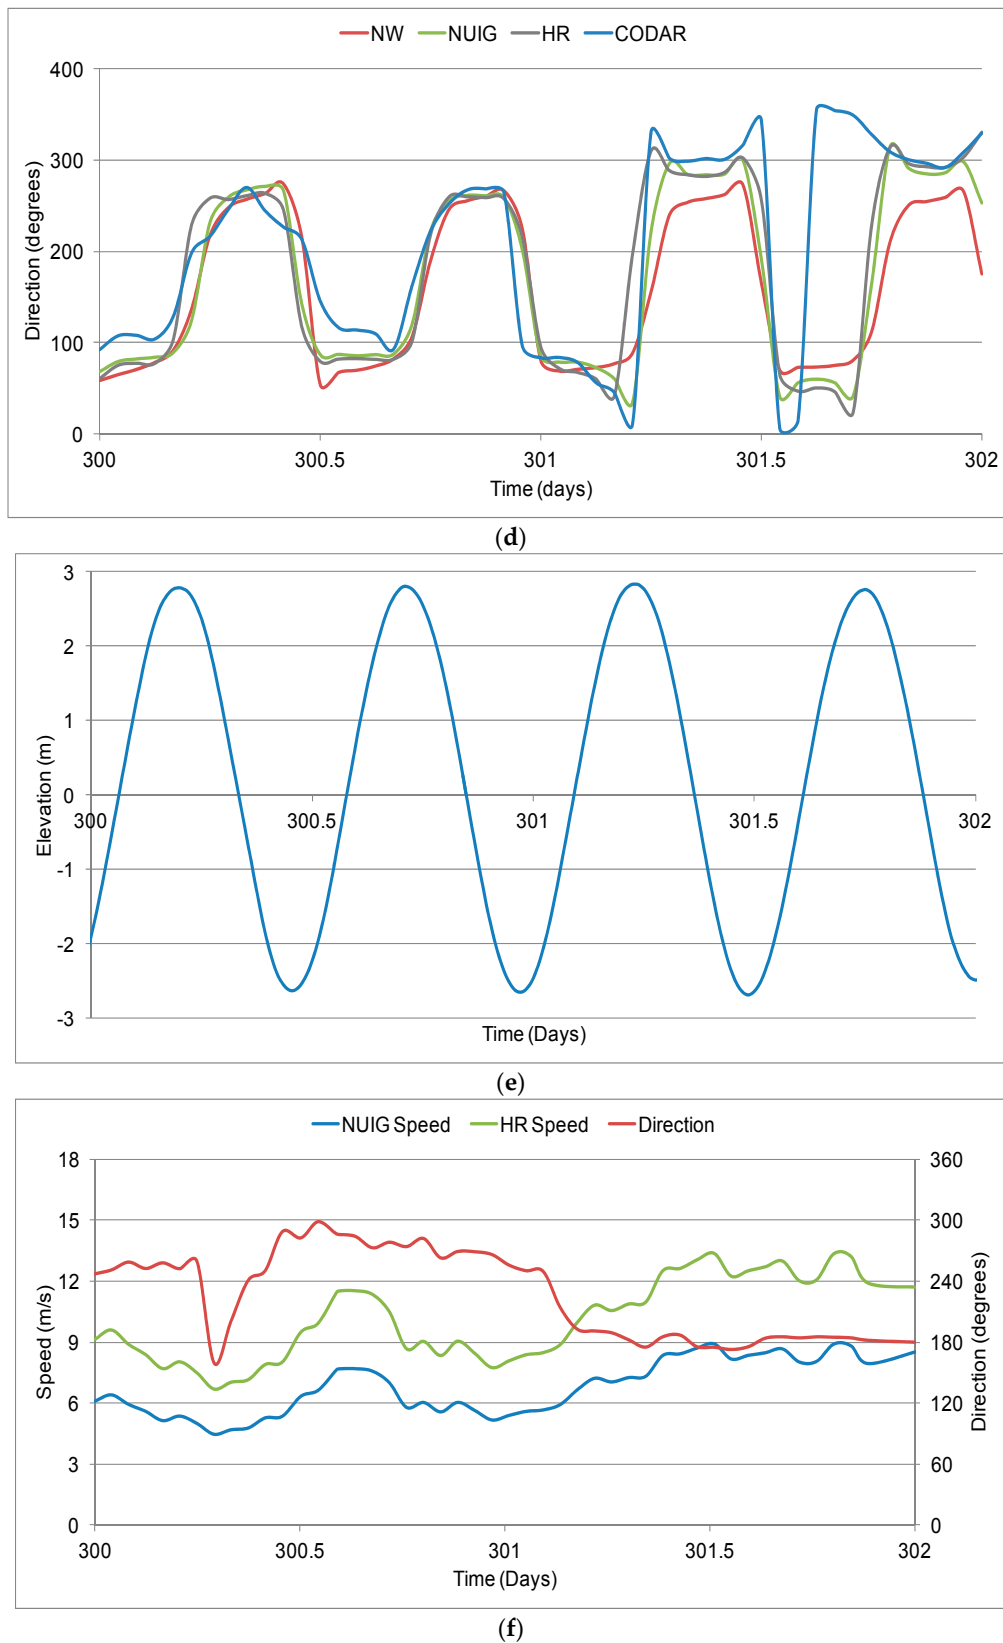 NW NUIG HR CODAR
400
300
200
100
0
Direction (degrees)
300 300.5 301 301.5 302
Time (days)
(d)
3
2
1
0
-1
-2
-3
Elevation (m)
300 300.5 301 301.5 302
Time (Days)
(e)
NUIG Speed HR Speed Direction
18 360
15 300
12 240
9 180
6 120
3 60
0 0
Speed (m/s)
Direction (degrees)
300 300.5 301 301.5 302
Time (Days)
(f)